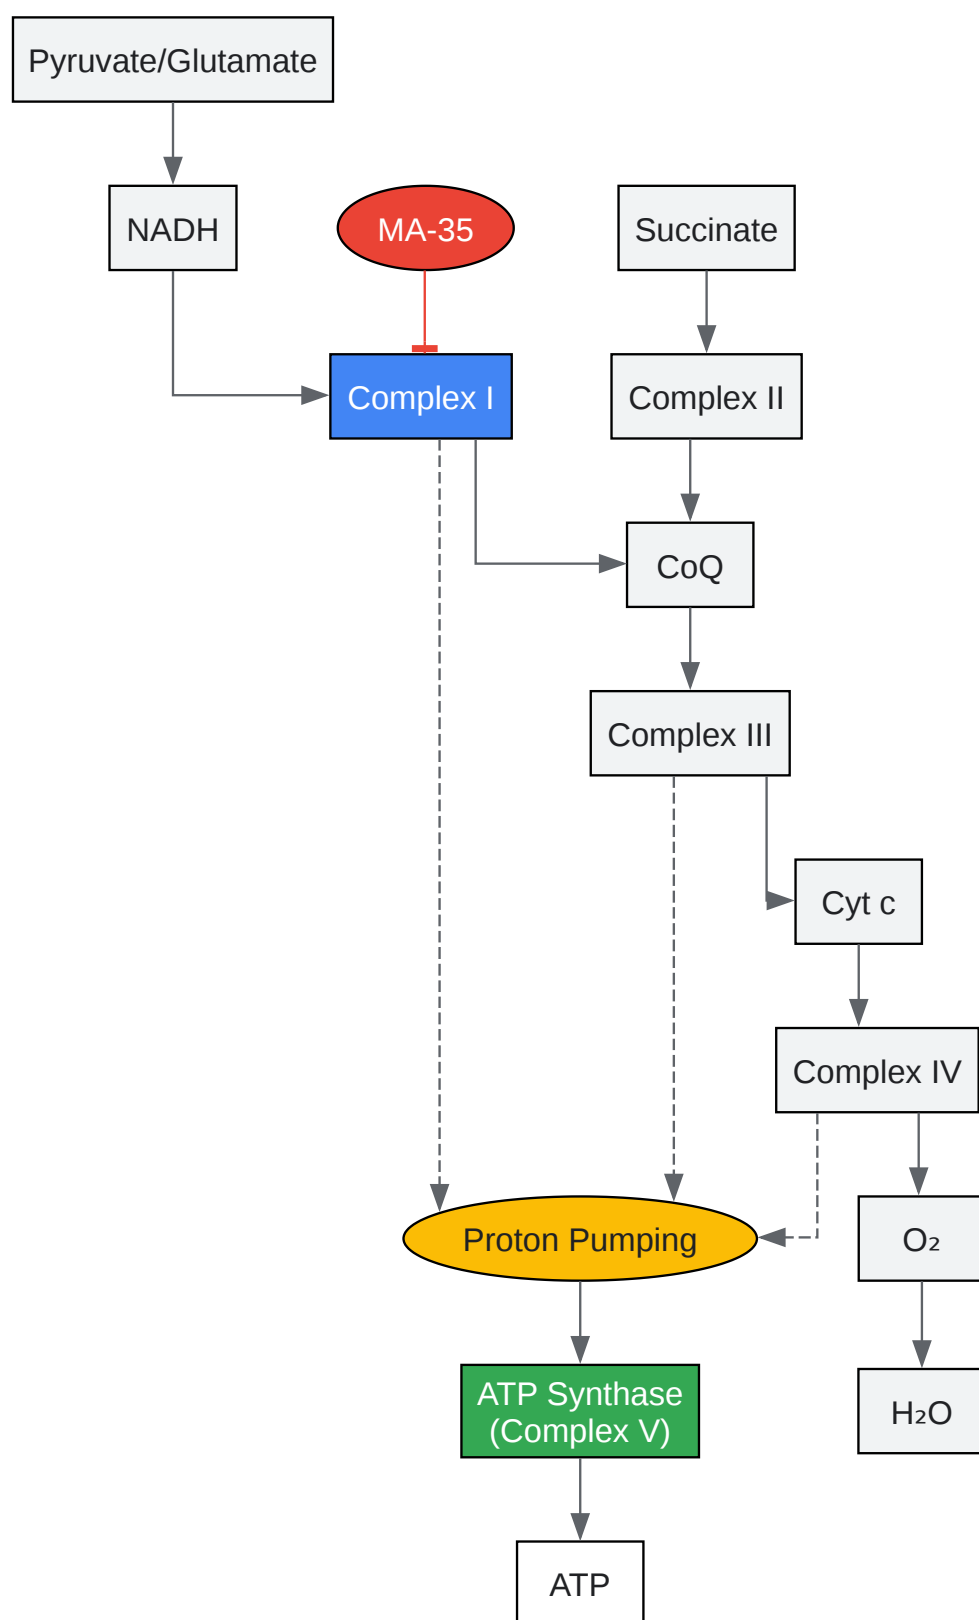 Pyruvate/Glutamate
NADH
MA-35
Succinate
Complex I
Complex II
CoQ
Complex III
Cyt c
Complex IV
Proton Pumping
O₂
ATP Synthase
(Complex V)
H₂O
ATP